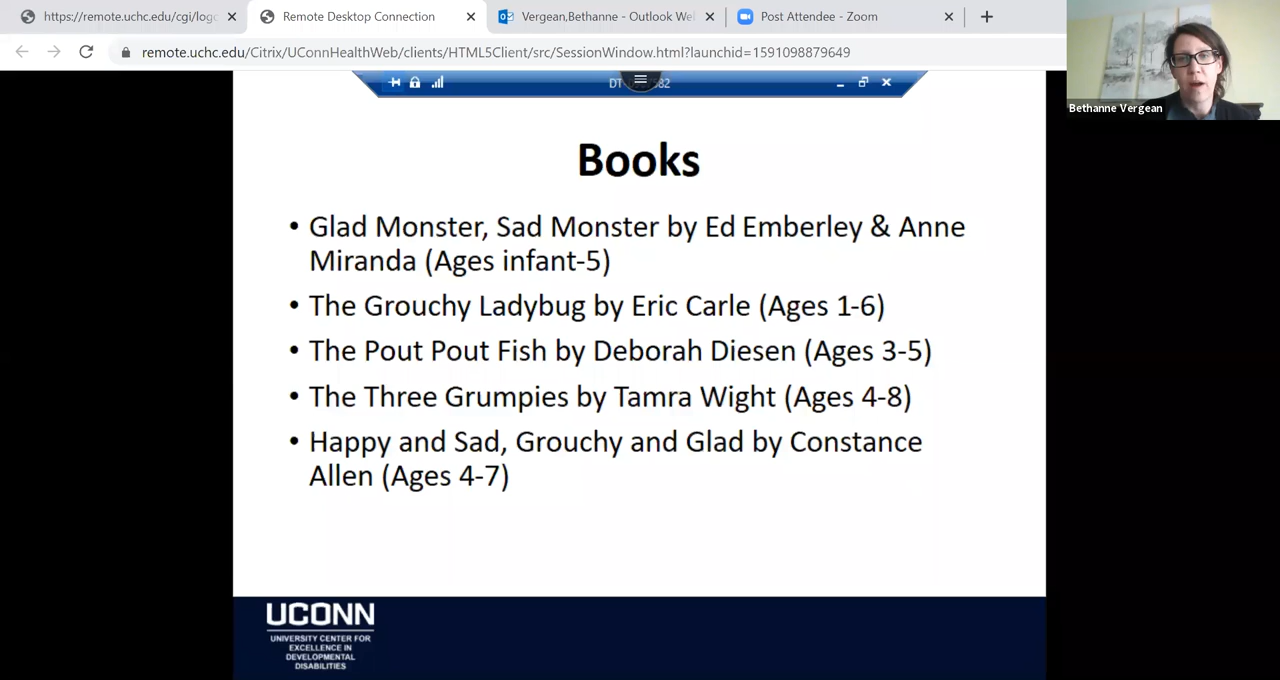 https://remote.uchc.edu/cgi/logo
Remote Desktop Connection
Vergean,Bethanne - Outlook We
Post Attendee - Zoom
remote.uchc.edu/Citrix/UConnHealthWeb/clients/HTML5Client/src/SessionWindow.html?launchid=1591098879649
Bethanne Vergean
Books
• Glad Monster, Sad Monster by Ed Emberley & Anne
Miranda (Ages infant-5)
• The Grouchy Ladybug by Eric Carle (Ages 1-6)
• The Pout Pout Fish by Deborah Diesen (Ages 3-5)
• The Three Grumpies by Tamra Wight (Ages 4-8)
• Happy and Sad, Grouchy and Glad by Constance
Allen (Ages 4-7)
UCONN
UNIVERSITY CENTER FOR
EXCELLENCE IN
DEVELOPMENTAL
DISABILITIES